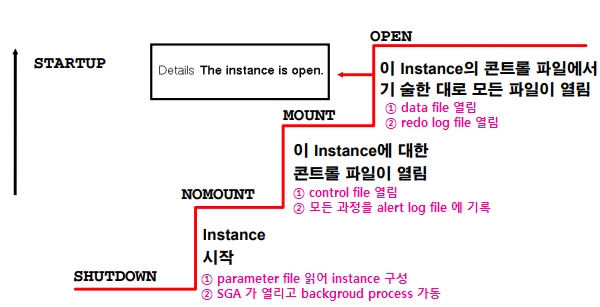 OPEN
STARTUP
Details The instance is open.
이 Instance의 콘트롤 파일에서
기 술한 대로 모든 파일이 열림
① data file 열림
② redo log file 열림
MOUNT
이 Instance에 대한
콘트롤 파일이 열림
① control file 열림
② 모든 과정을 alert log file 에 기록
NOMOUNT
Instance
시작
① parameter file 읽어 instance 구성
② SGA 가 열리고 backgroud process 가동
SHUTDOWN